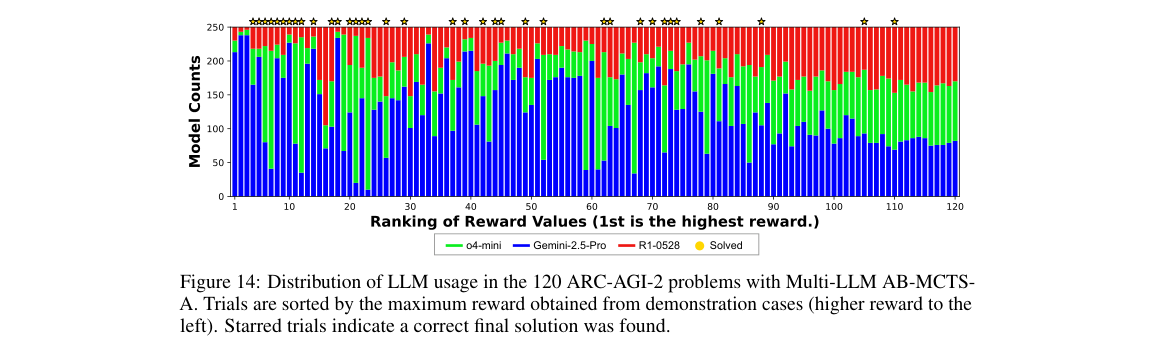 250
200
150
100
50
0
Model Counts
1 10 20 30 40 50 60 70 80 90 100 110 120
Ranking of Reward Values (1st is the highest reward.)
o4-mini Gemini-2.5-Pro R1-0528 Solved
Figure 14: Distribution of LLM usage in the 120 ARC-AGI-2 problems with Multi-LLM AB-MCTS-
A. Trials are sorted by the maximum reward obtained from demonstration cases (higher reward to the
left). Starred trials indicate a correct final solution was found.